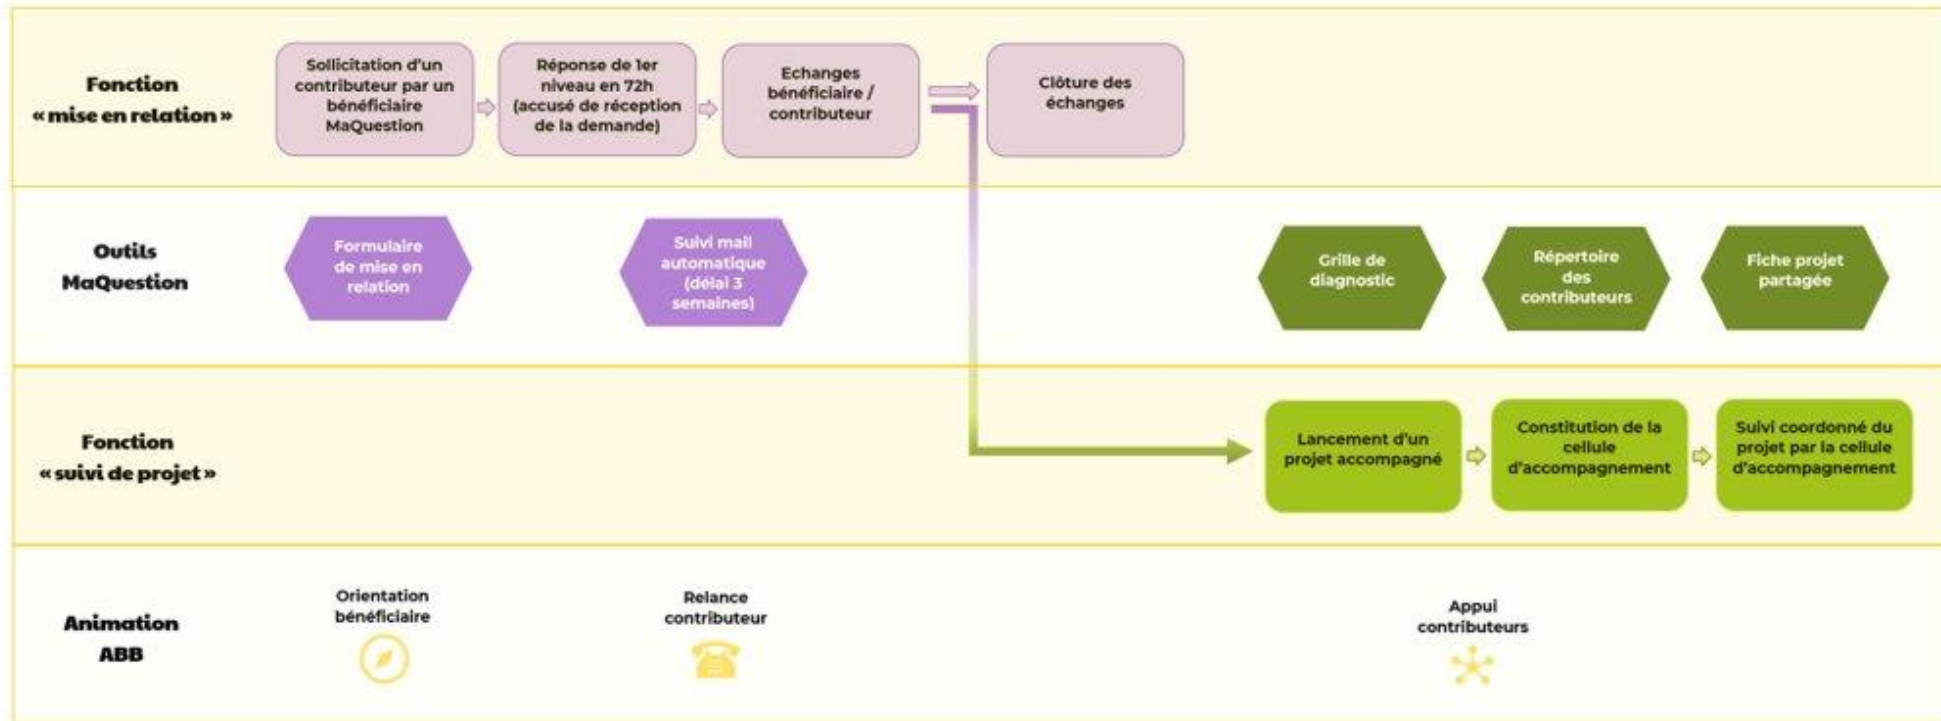 Fonction
« mise en relation »
Sollicitation d'un
contributeur par un
bénéficiaire
MaQuestion
Réponse de 1er
niveau en 72h
(accusé de réception
de la demande)
Echanges
bénéficiaire /
contributeur
Clôture des
échanges
Outils
MaQuestion
Formulaire
de mise en
relation
Suivi mail
automatique
(délai 3
semaines)
Grille de
diagnostic
Répertoire
des
contributeurs
Fiche projet
partagée
Fonction
« suivi de projet »
Lancement d'un
projet accompagné
Constitution de la
cellule
d'accompagnement
Suivi coordonné du
projet par la cellule
d'accompagnement
Animation
ABB
Orientation
bénéficiaire
Relance
contributeur
Appui
contributeurs